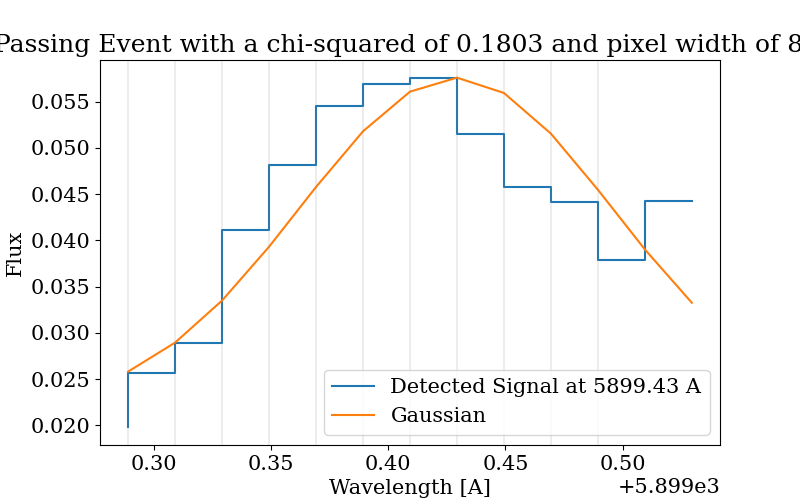 Passing Event with a chi-squared of 0.1803 and pixel width of 8
0.055
0.050
0.045
0.040
0.035
0.030
0.025
0.020
Flux
Detected Signal at 5899.43 A
Gaussian
0.30 0.35 0.40 0.45 0.50
+5.899e3
Wavelength [A]